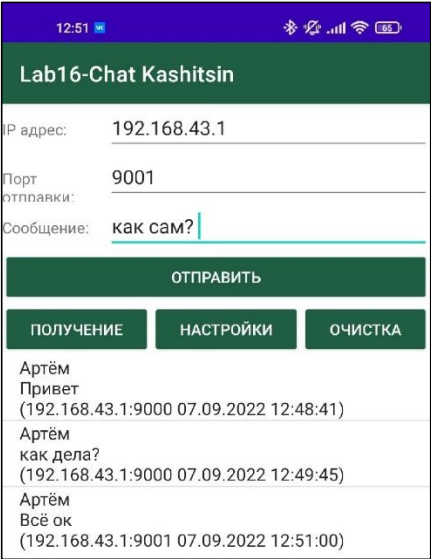 12:51
65
Lab16-Chat Kashitsin
IP адрес: 192.168.43.1
Порт отправки: 9001
Сообщение: как сам?
ОТПРАВИТЬ
ПОЛУЧЕНИЕ НАСТРОЙКИ ОЧИСТКА
Артём
Привет
(192.168.43.1:9000 07.09.2022 12:48:41)
Артём
как дела?
(192.168.43.1:9000 07.09.2022 12:49:45)
Артём
Всё ок
(192.168.43.1:9001 07.09.2022 12:51:00)